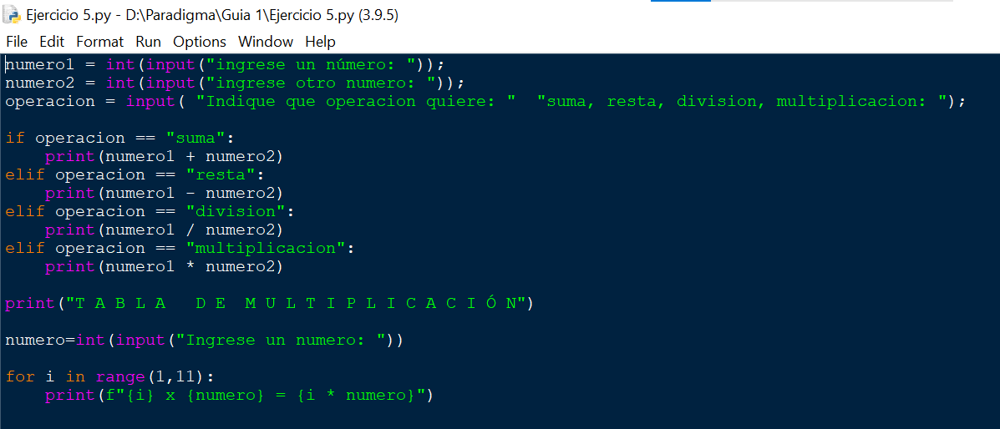 Ejercicio 5.py - D:\Paradigma\Guia 1\Ejercicio 5.py (3.9.5)
File Edit Format Run Options Window Help
numero1 = int(input("ingrese un número: "));
numero2 = int(input("ingrese otro numero: "));
operacion = input( "Indique que operacion quiere: "  "suma, resta, division, multiplicacion: ");

if operacion == "suma":
    print(numero1 + numero2)
elif operacion == "resta":
    print(numero1 - numero2)
elif operacion == "division":
    print(numero1 / numero2)
elif operacion == "multiplicacion":
    print(numero1 * numero2)

print("T A B L A   D E  M U L T I P L I C A C I Ó N")

numero=int(input("Ingrese un numero: "))

for i in range(1,11):
    print(f"{i} x {numero} = {i * numero}")